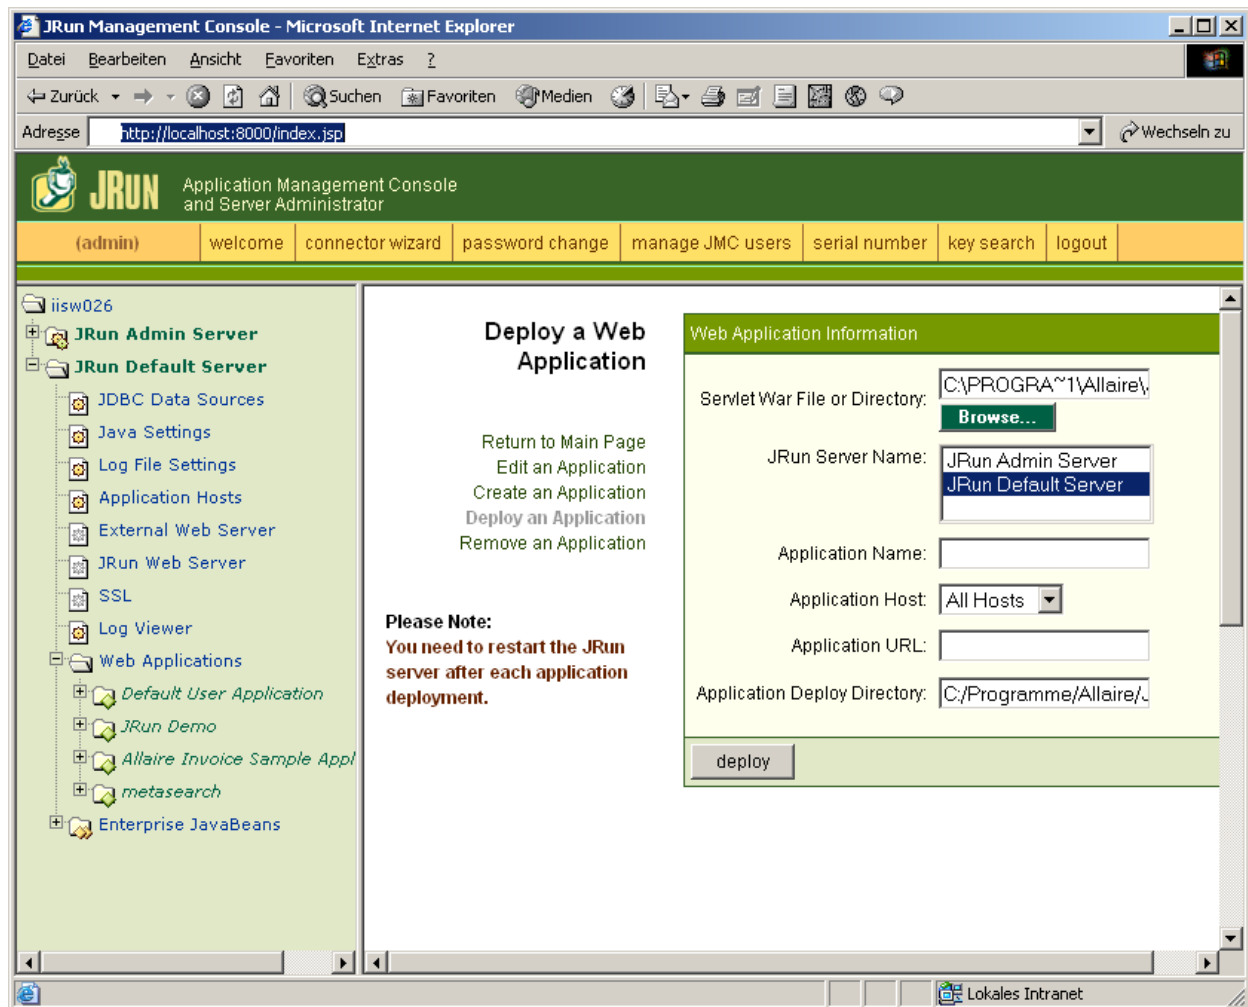 JRun Management Console - Microsoft Internet Explorer
Datei Bearbeiten Ansicht Favoriten Extras ?
Zurück Suchen Favoriten Medien
Adresse http://localhost:8000/index.jsp Wechseln zu
JRUN
Application Management Console
and Server Administrator
(admin) welcome connector wizard password change manage JMC users serial number key search logout
iisw026
JRun Admin Server
JRun Default Server
JDBC Data Sources
Java Settings
Log File Settings
Application Hosts
External Web Server
JRun Web Server
SSL
Log Viewer
Web Applications
Default User Application
JRun Demo
Allaire Invoice Sample Appl
metasearch
Enterprise JavaBeans
Deploy a Web
Application
Return to Main Page
Edit an Application
Create an Application
Deploy an Application
Remove an Application
Please Note:
You need to restart the JRun
server after each application
deployment.
Web Application Information
Servlet War File or Directory: C:\PROGRA~1\Allaire\
Browse...
JRun Server Name: JRun Admin Server
JRun Default Server
Application Name:
Application Host: All Hosts
Application URL:
Application Deploy Directory: C:/Programme/Allaire/J
deploy
Lokales Intranet